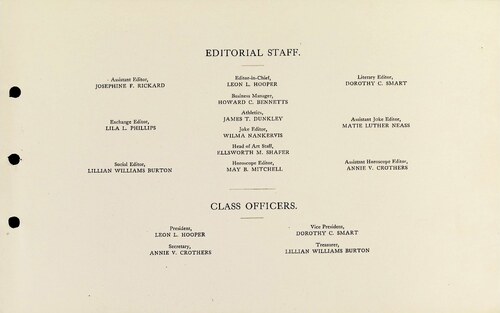 EDITORIAL STAFF.
Assistant Editor,
JOSEPHINE F. RICKARD
Editor-in-Chief,
LEON L. HOOPER
Literary Editor,
DOROTHY C. SMART
Business Manager,
HOWARD C. BENNETTS
Exchange Editor,
LILA L. PHILLIPS
Athletics,
JAMES T. DUNKLEY
Assistant Joke Editor,
MATIE LUTHER NEASS
Joke Editor,
WILMA NANKERVIS
Head of Art Staff,
ELLSWORTH M. SHAFER
Social Editor,
LILLIAN WILLIAMS BURTON
Horoscope Editor,
MAY B. MITCHELL
Assistant Horoscope Editor,
ANNIE V. CROTHERS
CLASS OFFICERS.
President,
LEON L. HOOPER
Vice President,
DOROTHY C. SMART
Secretary,
ANNIE V. CROTHERS
Treasurer,
LILLIAN WILLIAMS BURTON